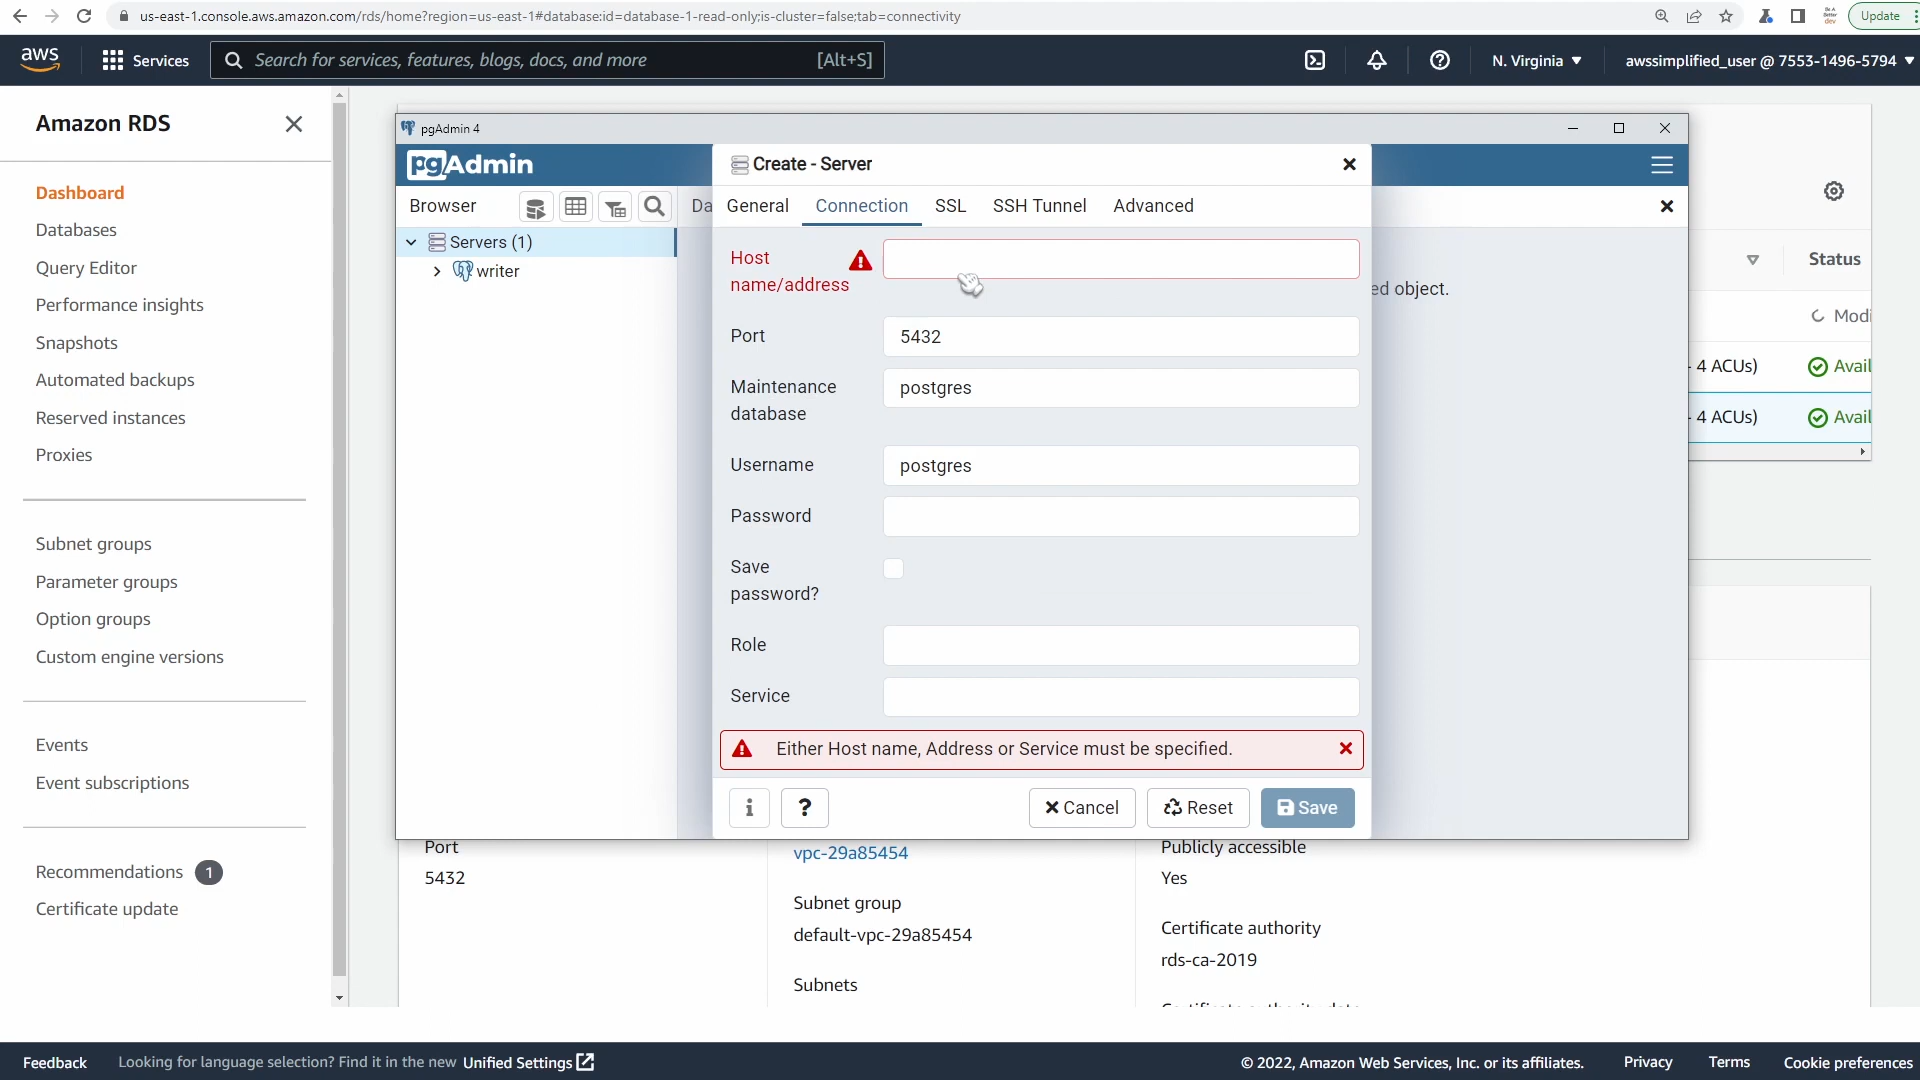 us-east-1.console.aws.amazon.com/rds/home?region=us-east-1#database:id=database-1-read-only;is-cluster=false;tab=connectivity
Update
aws
Services
Search for services, features, blogs, docs, and more
[Alt+S]
N. Virginia
awssimplified_user @ 7553-1496-5794
Amazon RDS
Dashboard
Databases
Query Editor
Performance insights
Snapshots
Automated backups
Reserved instances
Proxies
Subnet groups
Parameter groups
Option groups
Custom engine versions
Events
Event subscriptions
Recommendations 1
Certificate update
pgAdmin 4
pgAdmin
Browser
Da
Servers (1)
writer
Create - Server
General
Connection
SSL
SSH Tunnel
Advanced
Host
name/address
Port
5432
Maintenance
database
postgres
Username
postgres
Password
Save
password?
Role
Service
Either Host name, Address or Service must be specified.
i
?
Cancel
Reset
Save
ed object.
Status
Modi
- 4 ACUs)
Avail
- 4 ACUs)
Avail
Port
5432
vpc-29a85454
Subnet group
default-vpc-29a85454
Subnets
Publicly accessible
Yes
Certificate authority
rds-ca-2019
Feedback
Looking for language selection? Find it in the new Unified Settings
© 2022, Amazon Web Services, Inc. or its affiliates.
Privacy
Terms
Cookie preferences